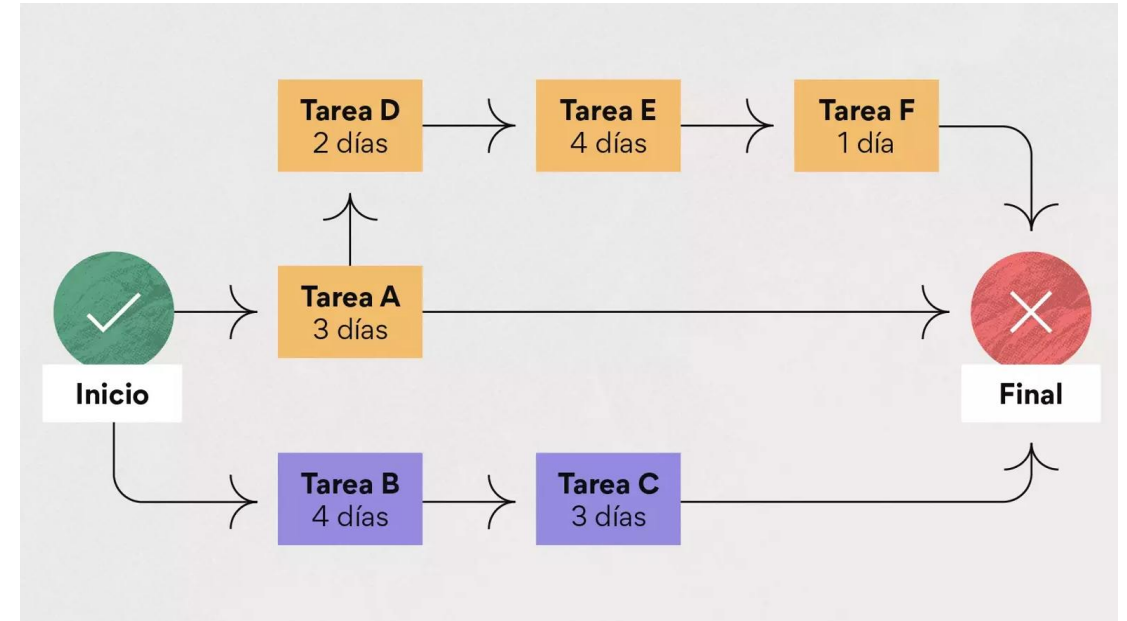 Tarea D
2 días
Tarea E
4 días
Tarea F
1 día
Tarea A
3 días
Inicio
Final
Tarea B
4 días
Tarea C
3 días